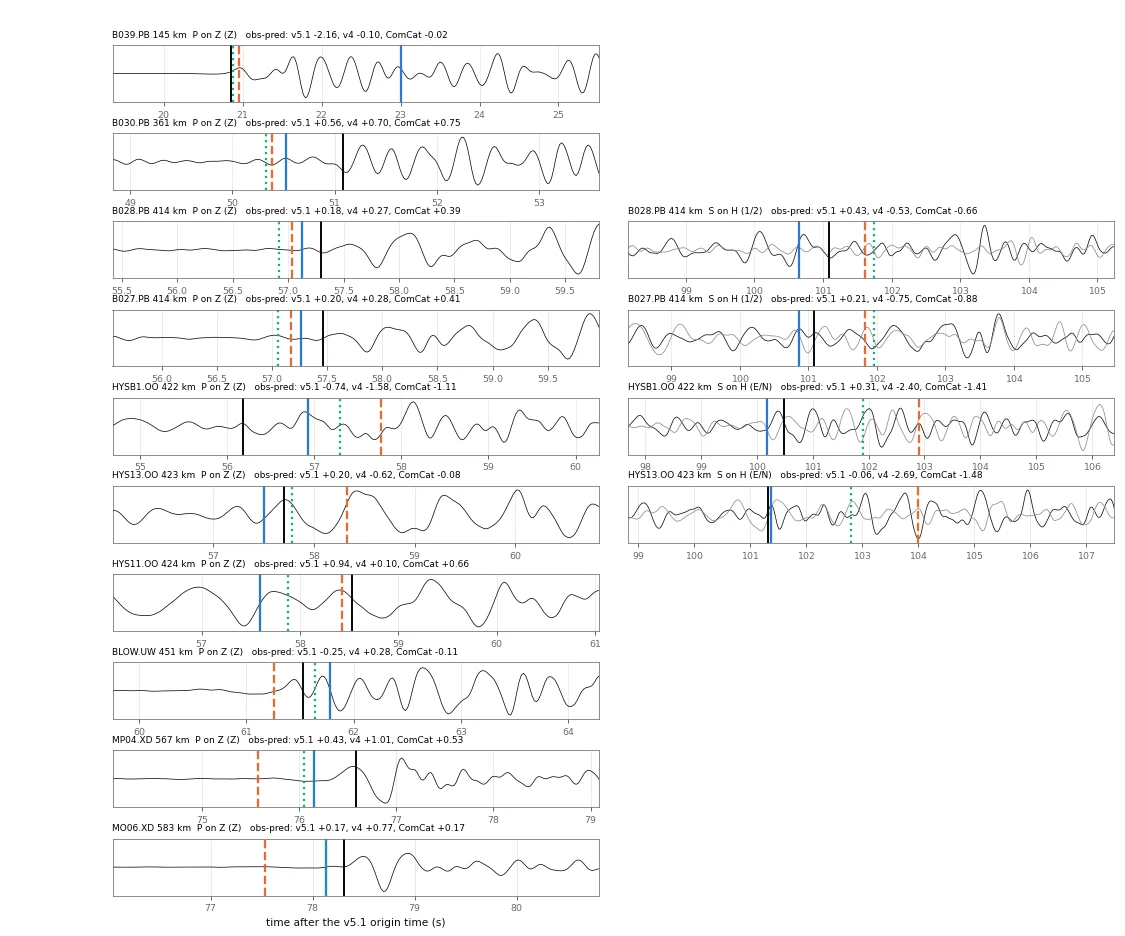 B039.PB 145 km  P on Z (Z)   obs-pred: v5.1 -2.16, v4 -0.10, ComCat -0.02
20 21 22 23 24 25
B030.PB 361 km  P on Z (Z)   obs-pred: v5.1 +0.56, v4 +0.70, ComCat +0.75
49 50 51 52 53
B028.PB 414 km  P on Z (Z)   obs-pred: v5.1 +0.18, v4 +0.27, ComCat +0.39
55.5 56.0 56.5 57.0 57.5 58.0 58.5 59.0 59.5
B028.PB 414 km  S on H (1/2)   obs-pred: v5.1 +0.43, v4 -0.53, ComCat -0.66
99 100 101 102 103 104 105
B027.PB 414 km  P on Z (Z)   obs-pred: v5.1 +0.20, v4 +0.28, ComCat +0.41
56.0 56.5 57.0 57.5 58.0 58.5 59.0 59.5
B027.PB 414 km  S on H (1/2)   obs-pred: v5.1 +0.21, v4 -0.75, ComCat -0.88
99 100 101 102 103 104 105
HYSB1.OO 422 km  P on Z (Z)   obs-pred: v5.1 -0.74, v4 -1.58, ComCat -1.11
55 56 57 58 59 60
HYSB1.OO 422 km  S on H (E/N)   obs-pred: v5.1 +0.31, v4 -2.40, ComCat -1.41
98 99 100 101 102 103 104 105 106
HYS13.OO 423 km  P on Z (Z)   obs-pred: v5.1 +0.20, v4 -0.62, ComCat -0.08
57 58 59 60
HYS13.OO 423 km  S on H (E/N)   obs-pred: v5.1 -0.06, v4 -2.69, ComCat -1.48
99 100 101 102 103 104 105 106 107
HYS11.OO 424 km  P on Z (Z)   obs-pred: v5.1 +0.94, v4 +0.10, ComCat +0.66
57 58 59 60 61
BLOW.UW 451 km  P on Z (Z)   obs-pred: v5.1 -0.25, v4 +0.28, ComCat -0.11
60 61 62 63 64
MP04.XD 567 km  P on Z (Z)   obs-pred: v5.1 +0.43, v4 +1.01, ComCat +0.53
75 76 77 78 79
MO06.XD 583 km  P on Z (Z)   obs-pred: v5.1 +0.17, v4 +0.77, ComCat +0.17
77 78 79 80
time after the v5.1 origin time (s)